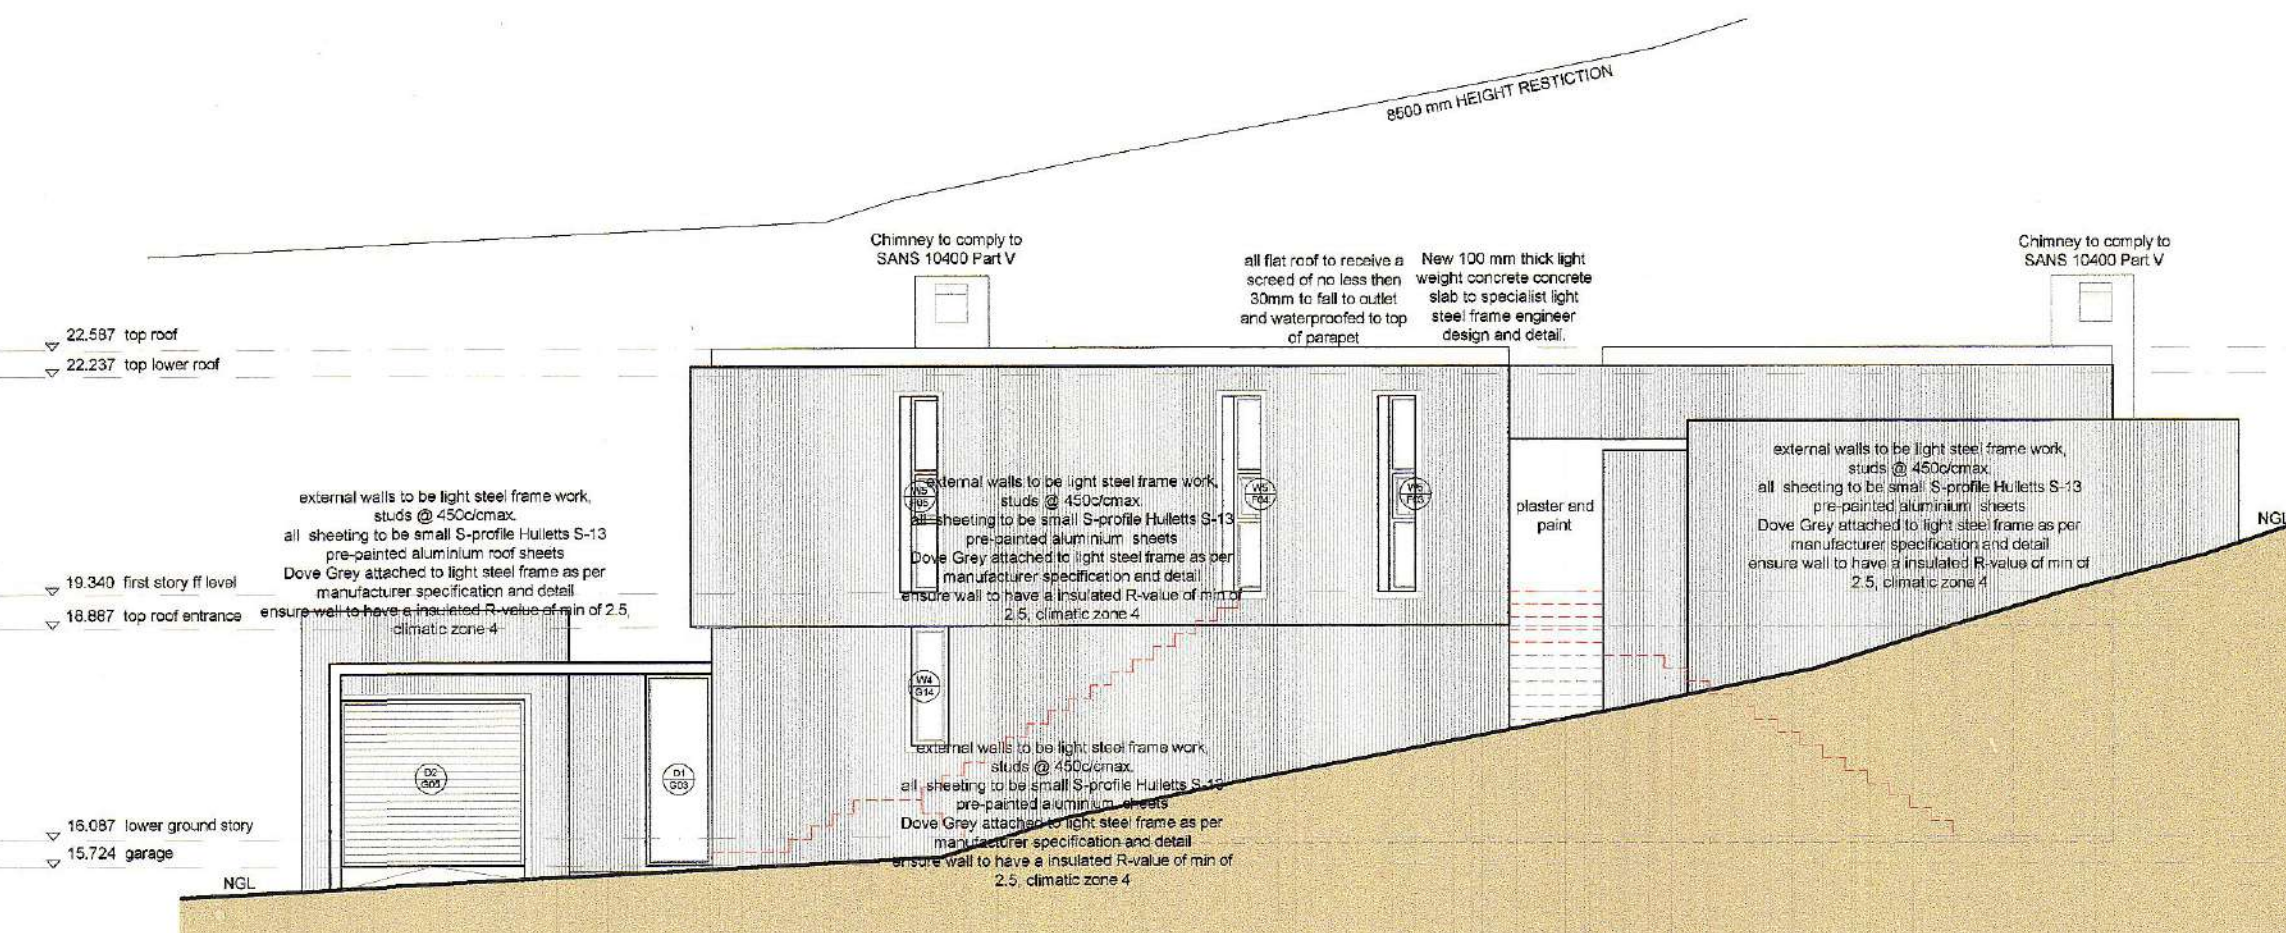 8500 mm HEIGHT RESTICTION
Chimney to comply to
SANS 10400 Part V
all flat roof to receive a
screed of no less then
30mm to fall to outlet
and waterproofed to top
of parapet
New 100 mm thick light
weight concrete concrete
slab to specialist light
steel frame engineer
design and detail.
Chimney to comply to
SANS 10400 Part V
22.587 top roof
22.237 top lower roof
19.340 first story ff level
18.887 top roof entrance
16.087 lower ground story
15.724 garage
external walls to be light steel frame work,
studs @ 450c/cmax.
all sheeting to be small S-profile Hulletts S-13
pre-painted aluminium roof sheets
Dove Grey attached to light steel frame as per
manufacturer specification and detail
ensure wall to have a insulated R-value of min of 2.5,
climatic zone 4
external walls to be light steel frame work,
studs @ 450c/cmax.
all sheeting to be small S-profile Hulletts S-13
pre-painted aluminium sheets
Dove Grey attached to light steel frame as per
manufacturer specification and detail
ensure wall to have a insulated R-value of min of
2.5, climatic zone 4
W5
F05
W5
F04
W5
F03
plaster and
paint
external walls to be light steel frame work,
studs @ 450c/cmax.
all sheeting to be small S-profile Hulletts S-13
pre-painted aluminium sheets
Dove Grey attached to light steel frame as per
manufacturer specification and detail
ensure wall to have a insulated R-value of min of
2.5, climatic zone 4
NGL
W4
G14
D2
G05
D1
G03
external walls to be light steel frame work,
studs @ 450c/cmax.
all sheeting to be small S-profile Hulletts S-13
pre-painted aluminium sheets
Dove Grey attached to light steel frame as per
manufacturer specification and detail
ensure wall to have a insulated R-value of min of
2.5, climatic zone 4
NGL